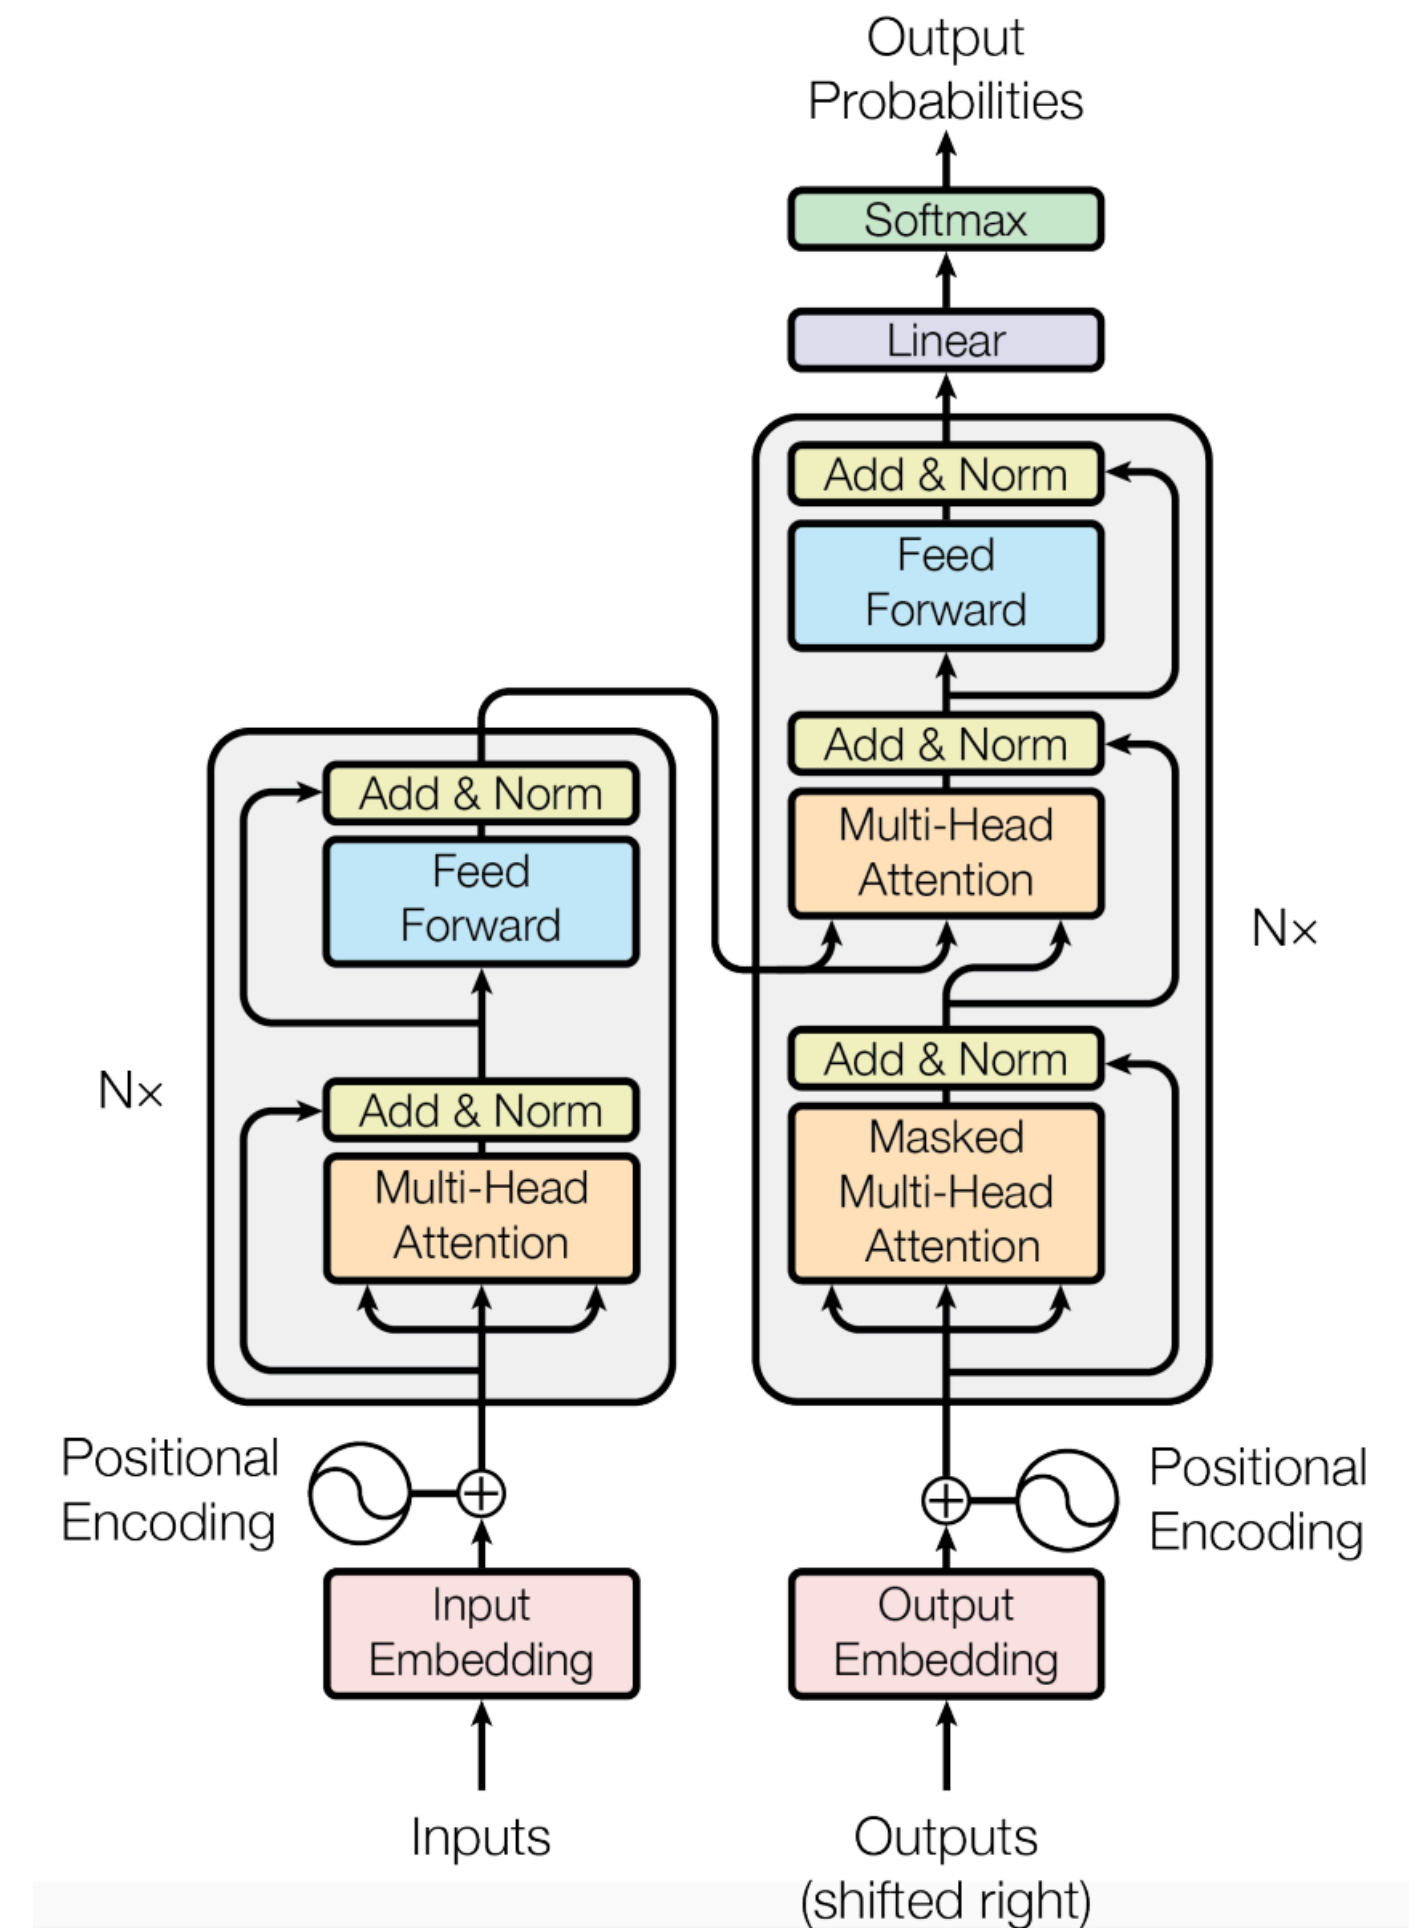 Output
Probabilities
Softmax
Linear
Add & Norm
Feed
Forward
Add & Norm
Multi-Head
Attention
N×
Add & Norm
Masked
Multi-Head
Attention
Add & Norm
Feed
Forward
N×
Add & Norm
Multi-Head
Attention
Positional
Encoding
Positional
Encoding
Input
Embedding
Output
Embedding
Inputs
Outputs
(shifted right)